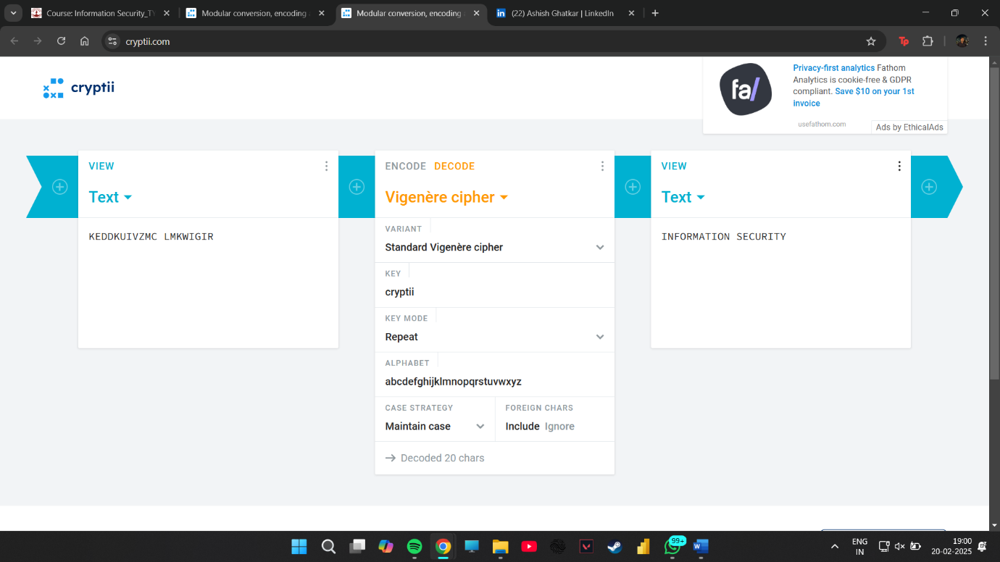 Course: Information Security_TY
Modular conversion, encoding
Modular conversion, encoding
(22) Ashish Ghatkar | LinkedIn
cryptii.com
cryptii
fa/
Privacy-first analytics Fathom
Analytics is cookie-free & GDPR
compliant. Save $10 on your 1st
invoice
usefathom.com
Ads by EthicalAds
VIEW
Text
KEDDKUIVZMC LMKWIGIR
ENCODE DECODE
Vigenère cipher
VARIANT
Standard Vigenère cipher
KEY
cryptii
KEY MODE
Repeat
ALPHABET
abcdefghijklmnopqrstuvwxyz
CASE STRATEGY
Maintain case
FOREIGN CHARS
Include Ignore
→ Decoded 20 chars
VIEW
Text
INFORMATION SECURITY
99+
ENG
IN
19:00
20-02-2025